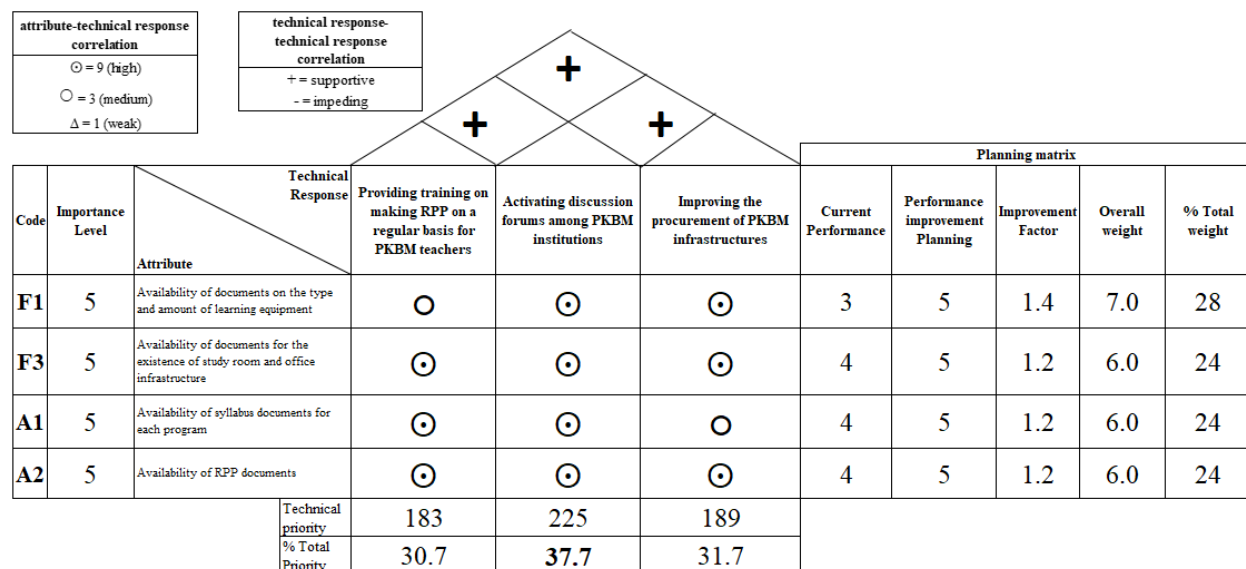 attribute-technical response
correlation
⊙ = 9 (high)
○ = 3 (medium)
Δ = 1 (weak)
technical response-
technical response
correlation
+ = supportive
- = impeding
+
+ +
Planning matrix
Code
Importance
Level
Technical
Response
Attribute
Providing training on
making RPP on a
regular basis for
PKBM teachers
Activating discussion
forums among PKBM
institutions
Improving the
procurement of PKBM
infrastructures
Current
Performance
Performance
improvement
Planning
Improvement
Factor
Overall
weight
% Total
weight
F1 5 Availability of documents on the type
and amount of learning equipment
○ ⊙ ⊙ 3 5 1.4 7.0 28
F3 5 Availability of documents for the
existence of study room and office
infrastructure
⊙ ⊙ ⊙ 4 5 1.2 6.0 24
A1 5 Availability of syllabus documents for
each program
⊙ ⊙ ○ 4 5 1.2 6.0 24
A2 5 Availability of RPP documents ⊙ ⊙ ⊙ 4 5 1.2 6.0 24
Technical
priority
183 225 189
% Total
Priority
30.7 37.7 31.7